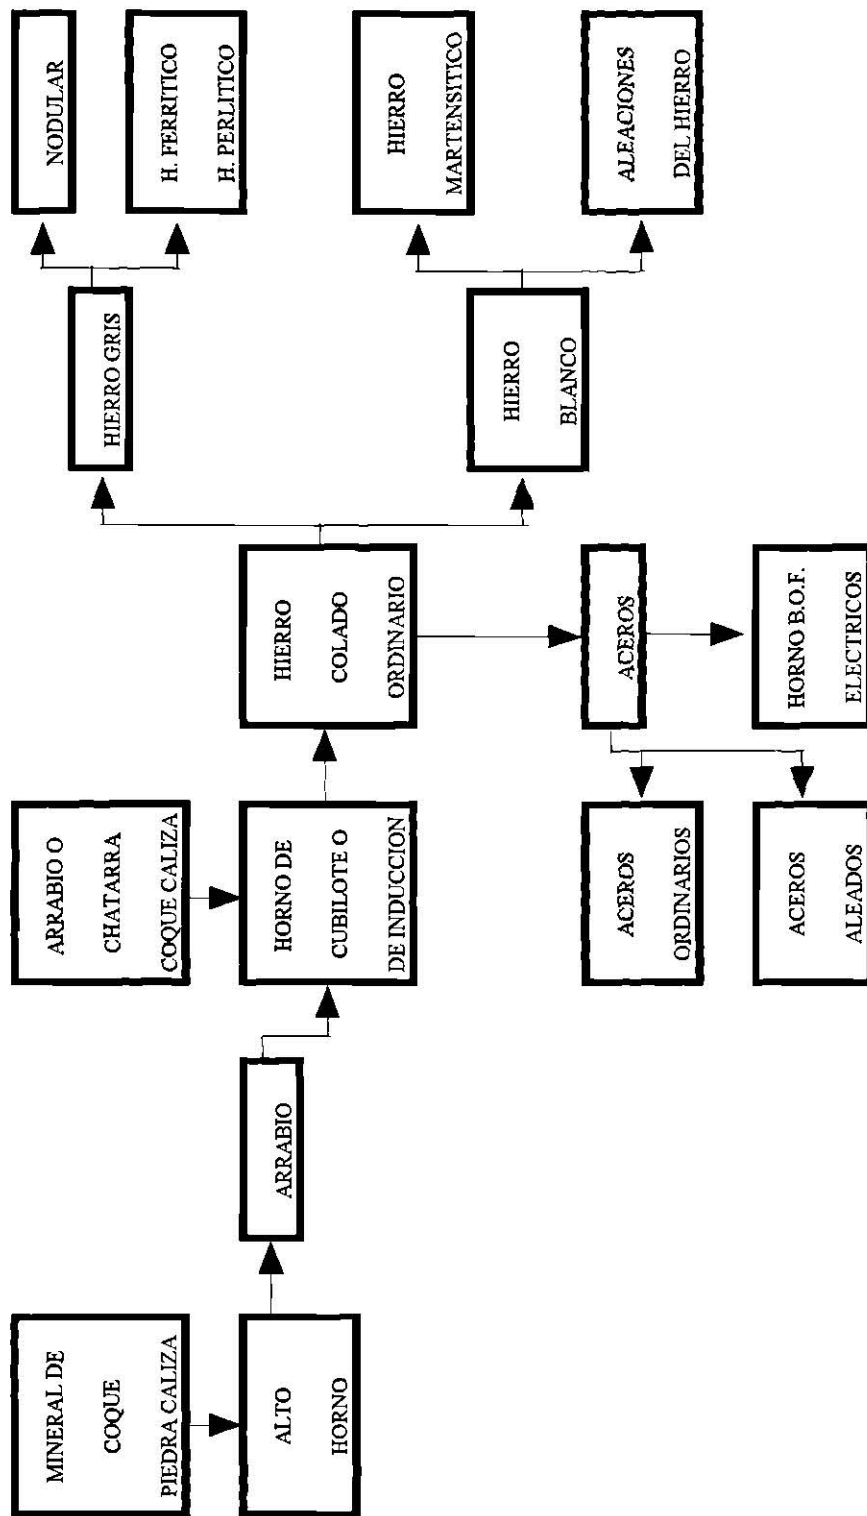 MINERAL DE
COQUE
PIEDRA CALIZA
ALTO
HORNO
ARRABIO
ARRABIO O
CHATARRA
COQUE CALIZA
HORNO DE
CUBILOTE O
DE INDUCCION
HIERRO
COLADO
ORDINARIO
HIERRO GRIS
NODULAR
H. FERRITICO
H. PERLITICO
HIERRO
BLANCO
HIERRO
MARTENSITICO
ALEACIONES
DEL HIERRO
ACEROS
HORNO B.O.F.
ELECTRICOS
ACEROS
ORDINARIOS
ACEROS
ALEADOS